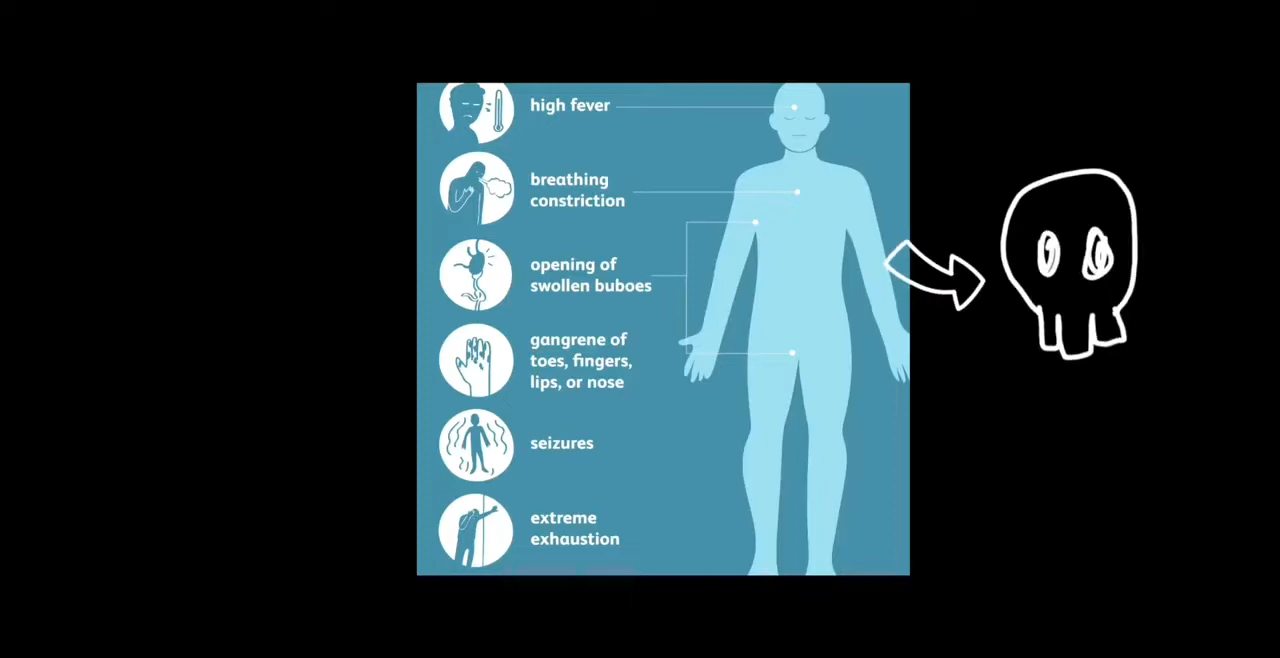 high fever
breathing
constriction
opening of
swollen buboes
gangrene of
toes, fingers,
lips, or nose
seizures
extreme
exhaustion